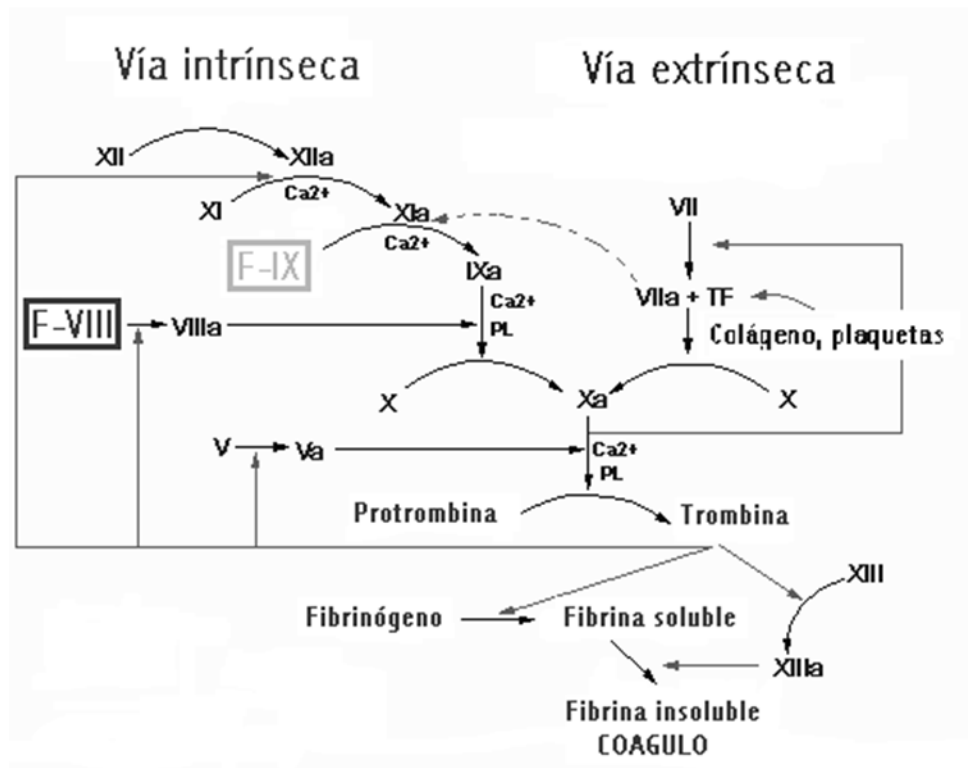 Vía intrínseca
Vía extrínseca
XII
XIIa
Ca2+
XI
XIa
Ca2+
F-IX
IXa
Ca2+
PL
F-VIII
VIIIa
VII
VIIa + TF
Colágeno, plaquetas
X
Xa
X
V
Va
Ca2+
PL
Protrombina
Trombina
XIII
Fibrinógeno
Fibrina soluble
XIIIa
Fibrina insoluble
COAGULO